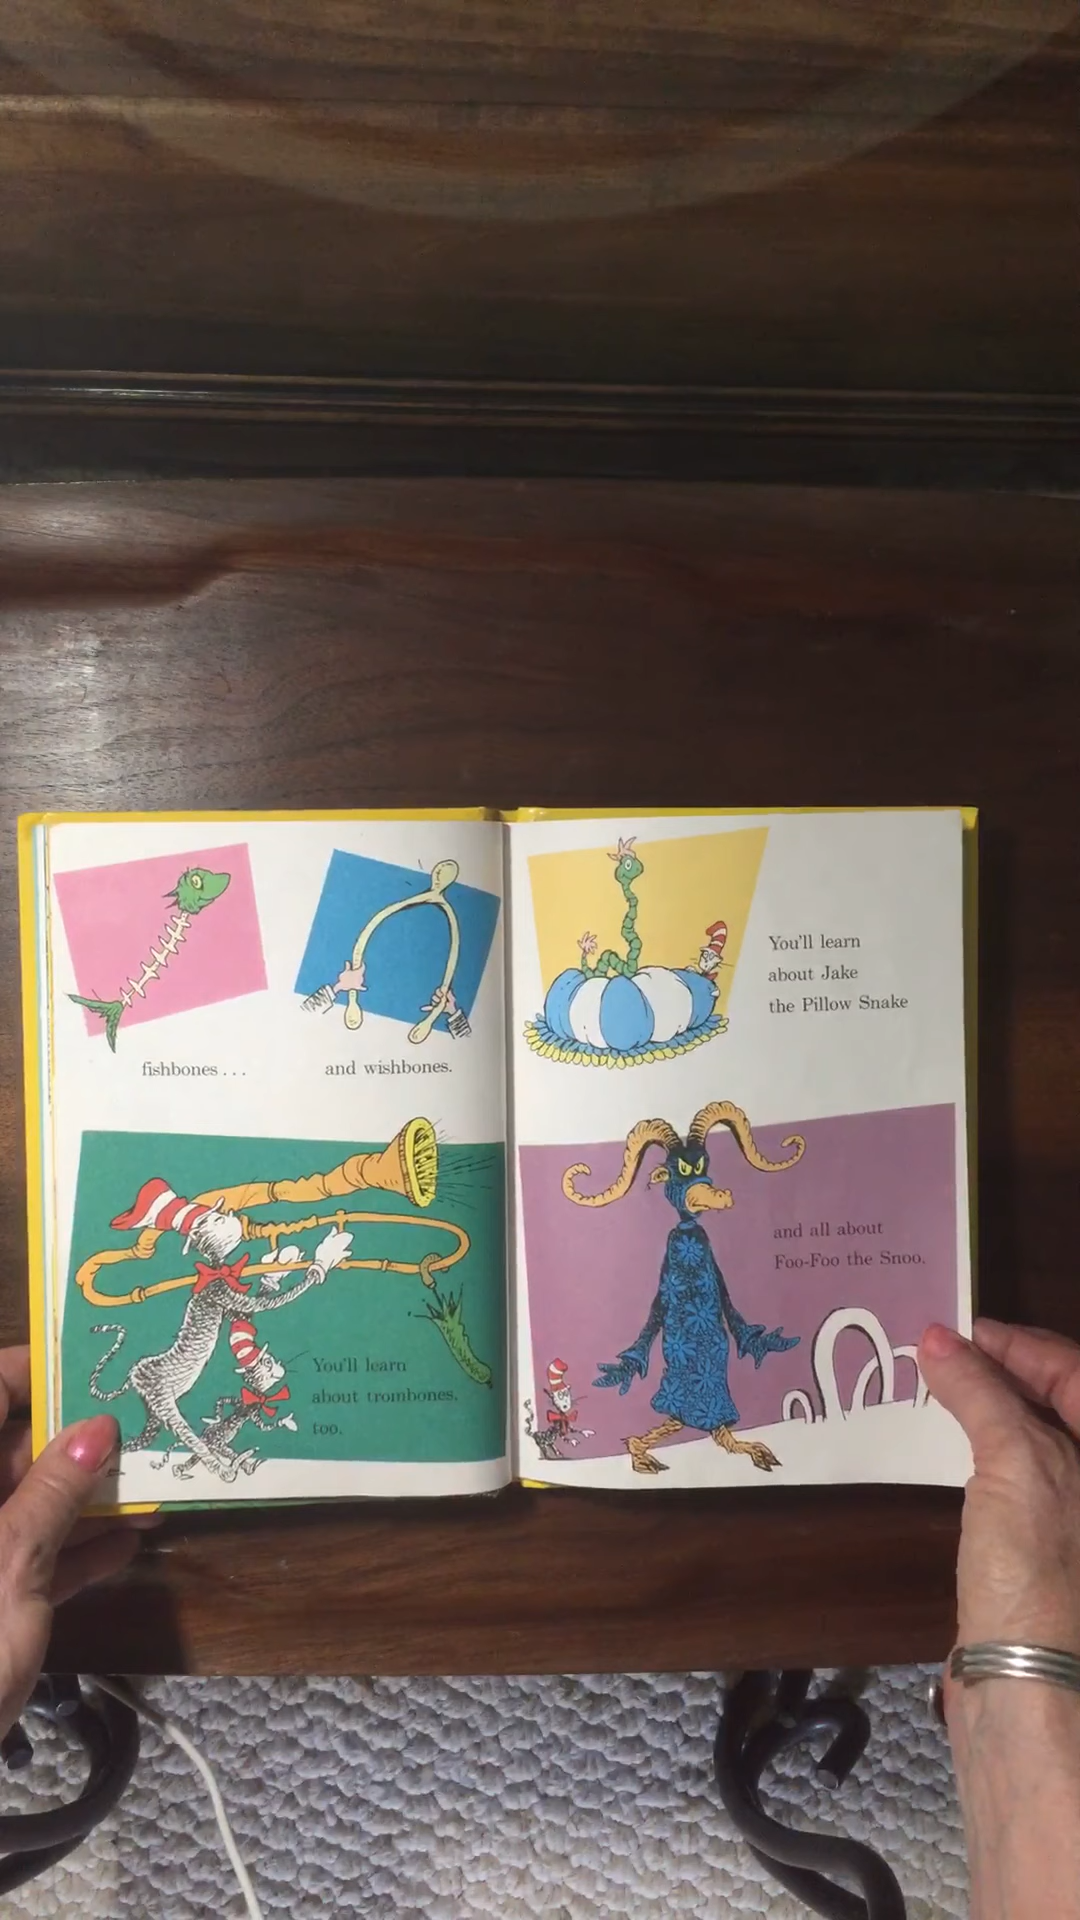 fishbones . . .
and wishbones.
You'll learn
about trombones,
too.
You'll learn
about Jake
the Pillow Snake
and all about
Foo-Foo the Snoo.